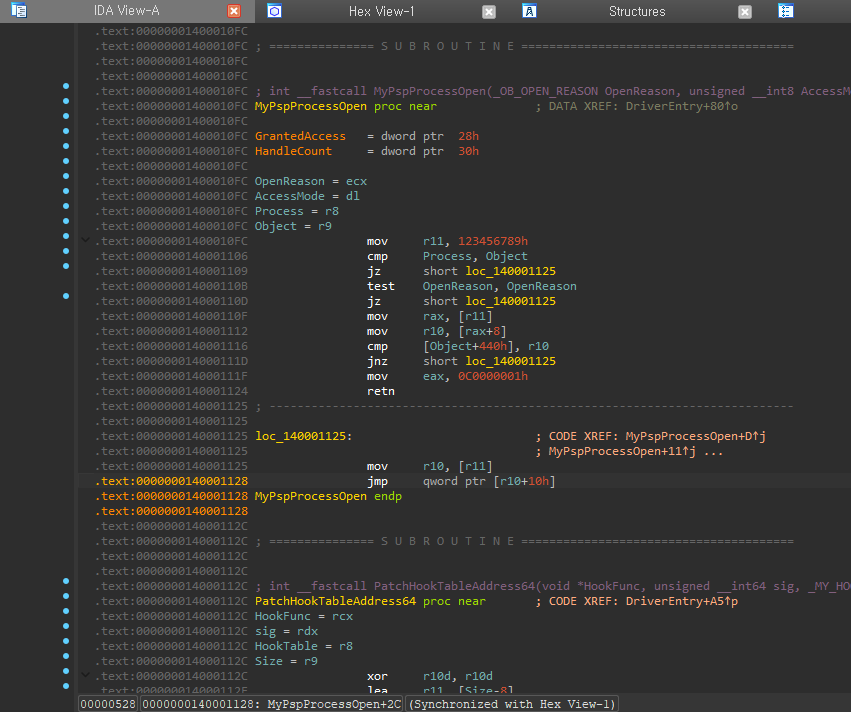 IDA View-A Hex View-1 Structures
.text:00000001400010FC
.text:00000001400010FC ; =============== S U B R O U T I N E =======================================
.text:00000001400010FC
.text:00000001400010FC
.text:00000001400010FC ; int __fastcall MyPspProcessOpen(_OB_OPEN_REASON OpenReason, unsigned __int8 AccessMo
.text:00000001400010FC MyPspProcessOpen proc near ; DATA XREF: DriverEntry+80↑o
.text:00000001400010FC
.text:00000001400010FC GrantedAccess = dword ptr 28h
.text:00000001400010FC HandleCount = dword ptr 30h
.text:00000001400010FC
.text:00000001400010FC OpenReason = ecx
.text:00000001400010FC AccessMode = dl
.text:00000001400010FC Process = r8
.text:00000001400010FC Object = r9
.text:00000001400010FC mov r11, 123456789h
.text:0000000140001106 cmp Process, Object
.text:0000000140001109 jz short loc_140001125
.text:000000014000110B test OpenReason, OpenReason
.text:000000014000110D jz short loc_140001125
.text:000000014000110F mov rax, [r11]
.text:0000000140001112 mov r10, [rax+8]
.text:0000000140001116 cmp [Object+440h], r10
.text:000000014000111D jnz short loc_140001125
.text:000000014000111F mov eax, 0C0000001h
.text:0000000140001124 retn
.text:0000000140001125 ; ---------------------------------------------------------------------------
.text:0000000140001125
.text:0000000140001125 loc_140001125: ; CODE XREF: MyPspProcessOpen+D↑j
.text:0000000140001125 ; MyPspProcessOpen+11↑j ...
.text:0000000140001125 mov r10, [r11]
.text:0000000140001128 jmp qword ptr [r10+10h]
.text:0000000140001128 MyPspProcessOpen endp
.text:0000000140001128
.text:000000014000112C
.text:000000014000112C ; =============== S U B R O U T I N E =======================================
.text:000000014000112C
.text:000000014000112C
.text:000000014000112C ; int __fastcall PatchHookTableAddress64(void *HookFunc, unsigned __int64 sig, _MY_HO
.text:000000014000112C PatchHookTableAddress64 proc near ; CODE XREF: DriverEntry+A5↑p
.text:000000014000112C HookFunc = rcx
.text:000000014000112C sig = rdx
.text:000000014000112C HookTable = r8
.text:000000014000112C Size = r9
.text:000000014000112C xor r10d, r10d
.text:000000014000112F lea r11, [Size-8]
00000528 0000000140001128: MyPspProcessOpen+2C (Synchronized with Hex View-1)